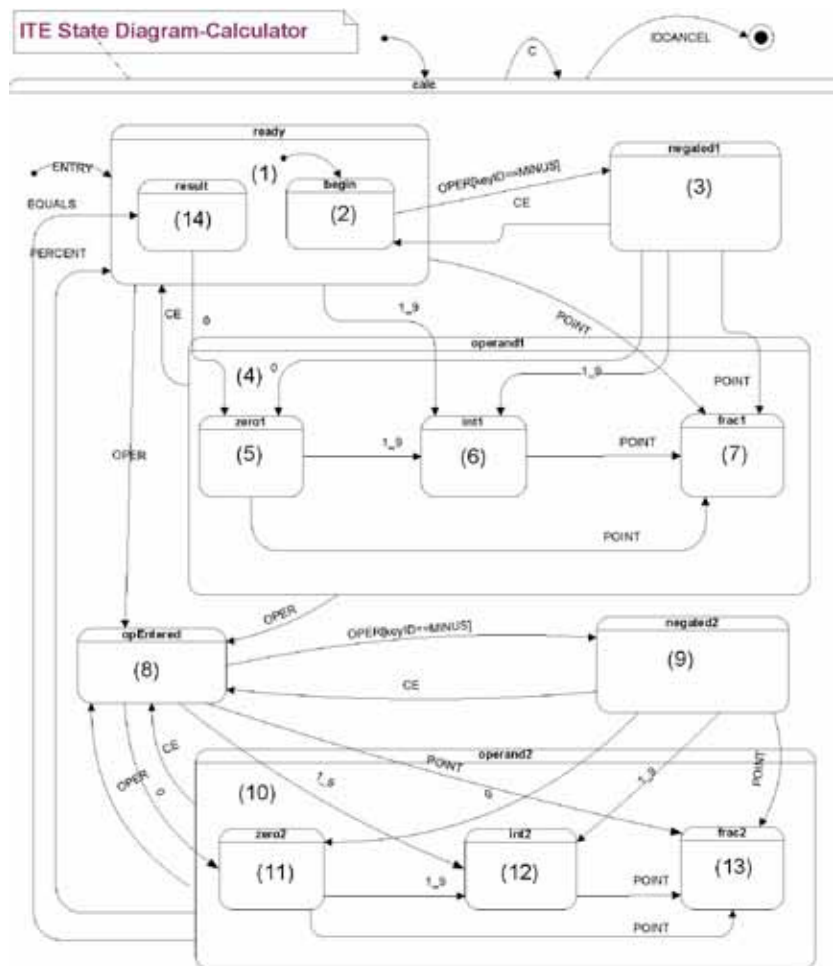 ITE State Diagram-Calculator
C
IDCANCEL
calc
ready
negated1
ENTRY
(1)
result
begin
OPER[keyID==MINUS]
(3)
EQUALS
(14)
(2)
CE
PERCENT
CE
0
1_9
POINT
operand1
(4)
0
1_9
POINT
zero1
int1
frac1
OPER
(5)
1_9
(6)
POINT
(7)
POINT
OPER
opEntered
OPER[keyID==MINUS]
negated2
(8)
(9)
CE
operand2
OPER
0
CE
(10)
1_9
POINT
0
1_9
POINT
zero2
int2
frac2
(11)
1_9
(12)
POINT
(13)
POINT